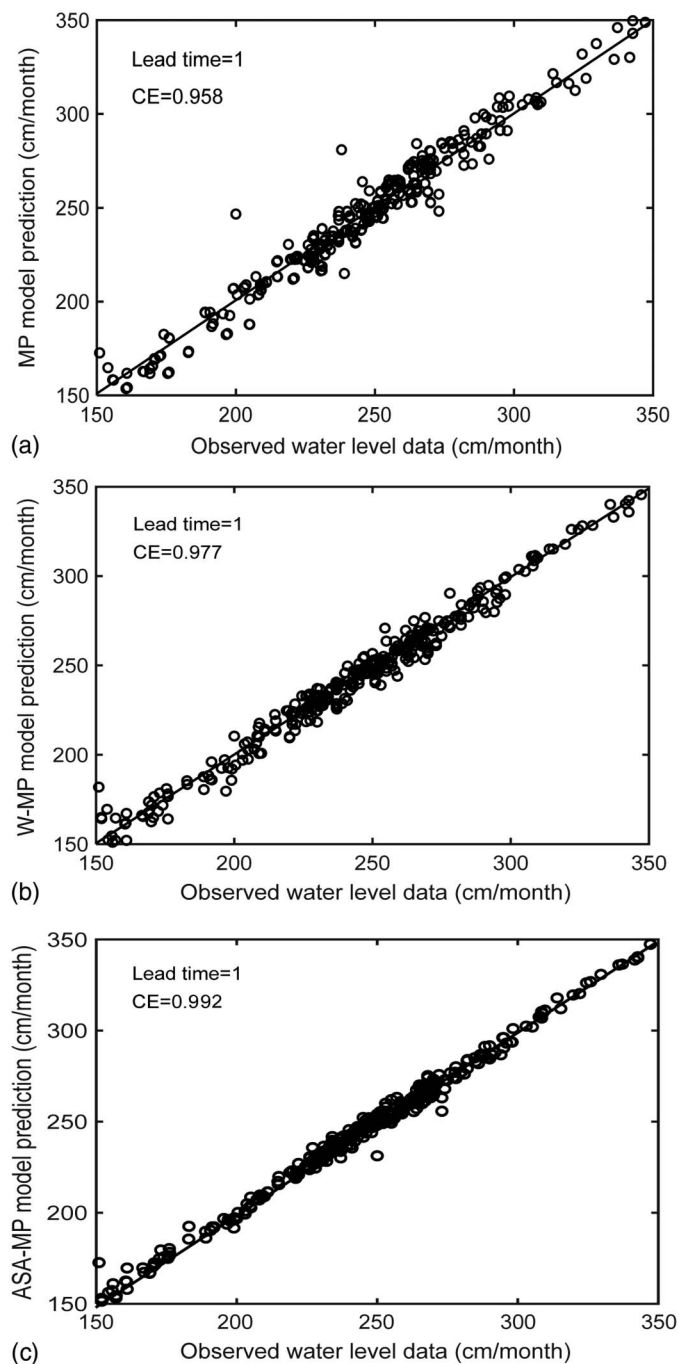 350
300
250
200
150
MP model prediction (cm/month)
Lead time=1
CE=0.958
150 200 250 300 350
(a) Observed water level data (cm/month)
350
300
250
200
150
W-MP model prediction (cm/month)
Lead time=1
CE=0.977
150 200 250 300 350
(b) Observed water level data (cm/month)
350
300
250
200
150
ASA-MP model prediction (cm/month)
Lead time=1
CE=0.992
150 200 250 300 350
(c) Observed water level data (cm/month)